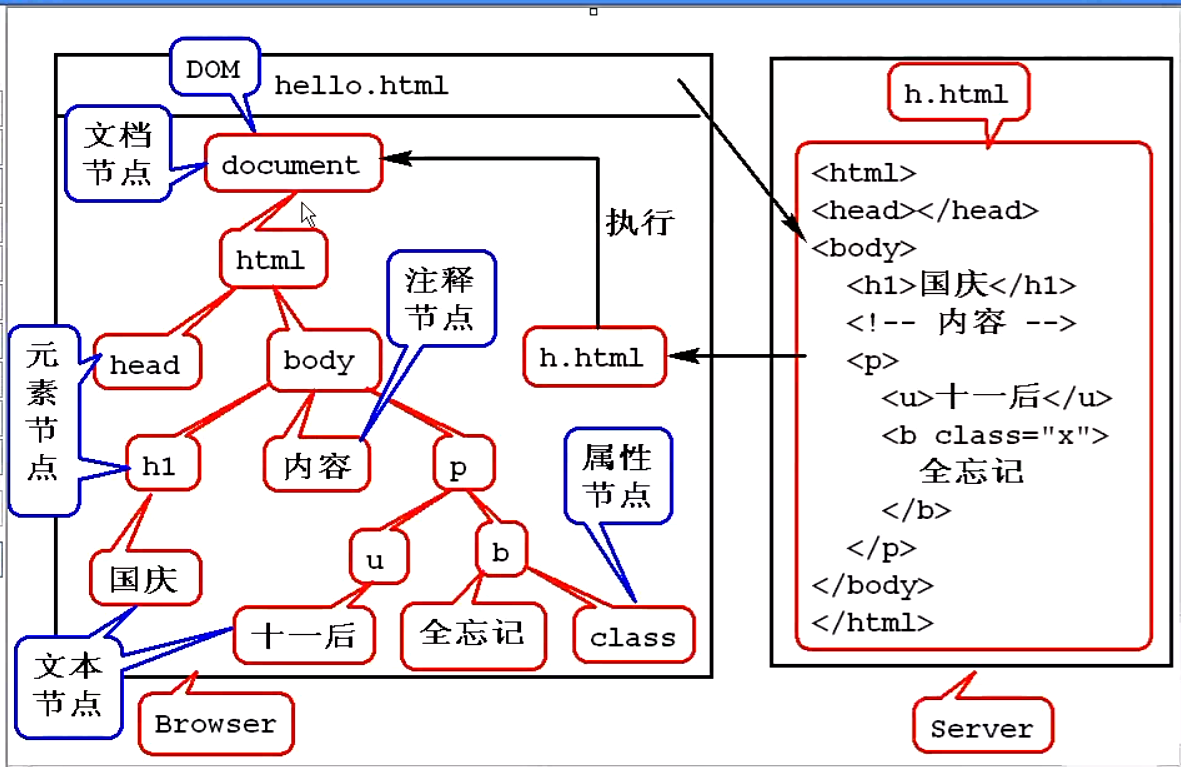 DOM
hello.html
文档
节点
document
执行
html
注释
节点
元
素
节
点
head
body
h.html
h1
内容
p
属性
节点
国庆
u
b
十一后
全忘记
class
文本
节点
Browser
h.html
<html>
<head></head>
<body>
<h1>国庆</h1>
<!-- 内容 -->
<p>
<u>十一后</u>
<b class="x">
全忘记
</b>
</p>
</body>
</html>
Server